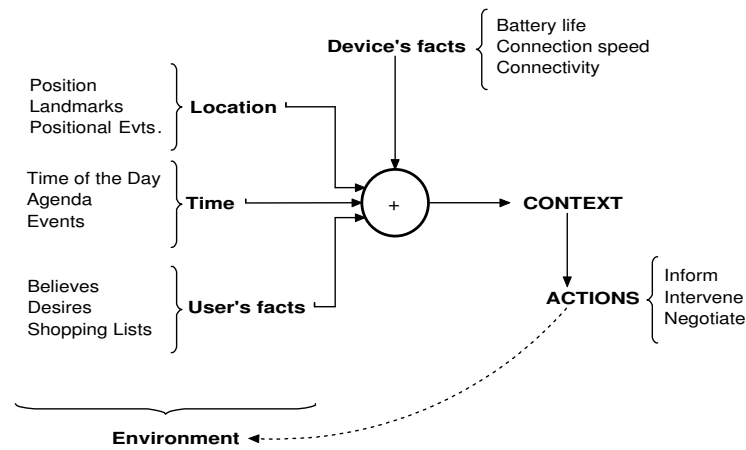 Battery life
Device's facts
Connection speed
Connectivity
Position
Landmarks
Location
Positional Evts.
Time of the Day
Agenda
Time
Events
+
CONTEXT
Believes
Desires
User's facts
Shopping Lists
Inform
ACTIONS
Intervene
Negotiate
Environment